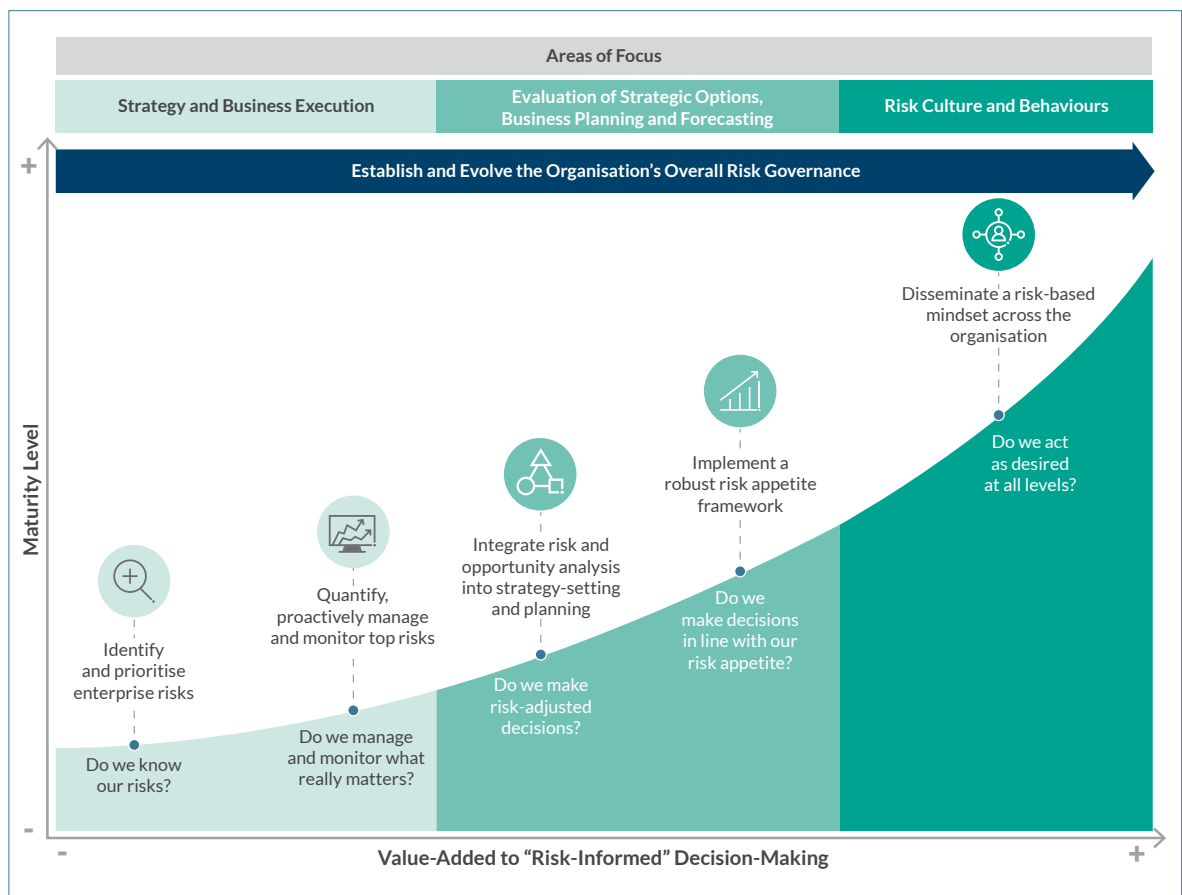 Areas of Focus
Strategy and Business Execution
Evaluation of Strategic Options,
Business Planning and Forecasting
Risk Culture and Behaviours
+
Establish and Evolve the Organisation’s Overall Risk Governance
Disseminate a risk-based
mindset across the
organisation
Implement a
robust risk appetite
framework
Integrate risk and
opportunity analysis
into strategy-setting
and planning
Quantify,
proactively manage
and monitor top risks
Identify
and prioritise
enterprise risks
Do we know
our risks?
Do we manage
and monitor what
really matters?
Do we make
risk-adjusted
decisions?
Do we
make decisions
in line with our
risk appetite?
Do we act
as desired
at all levels?
Maturity Level
-
-
Value-Added to “Risk-Informed” Decision-Making
+